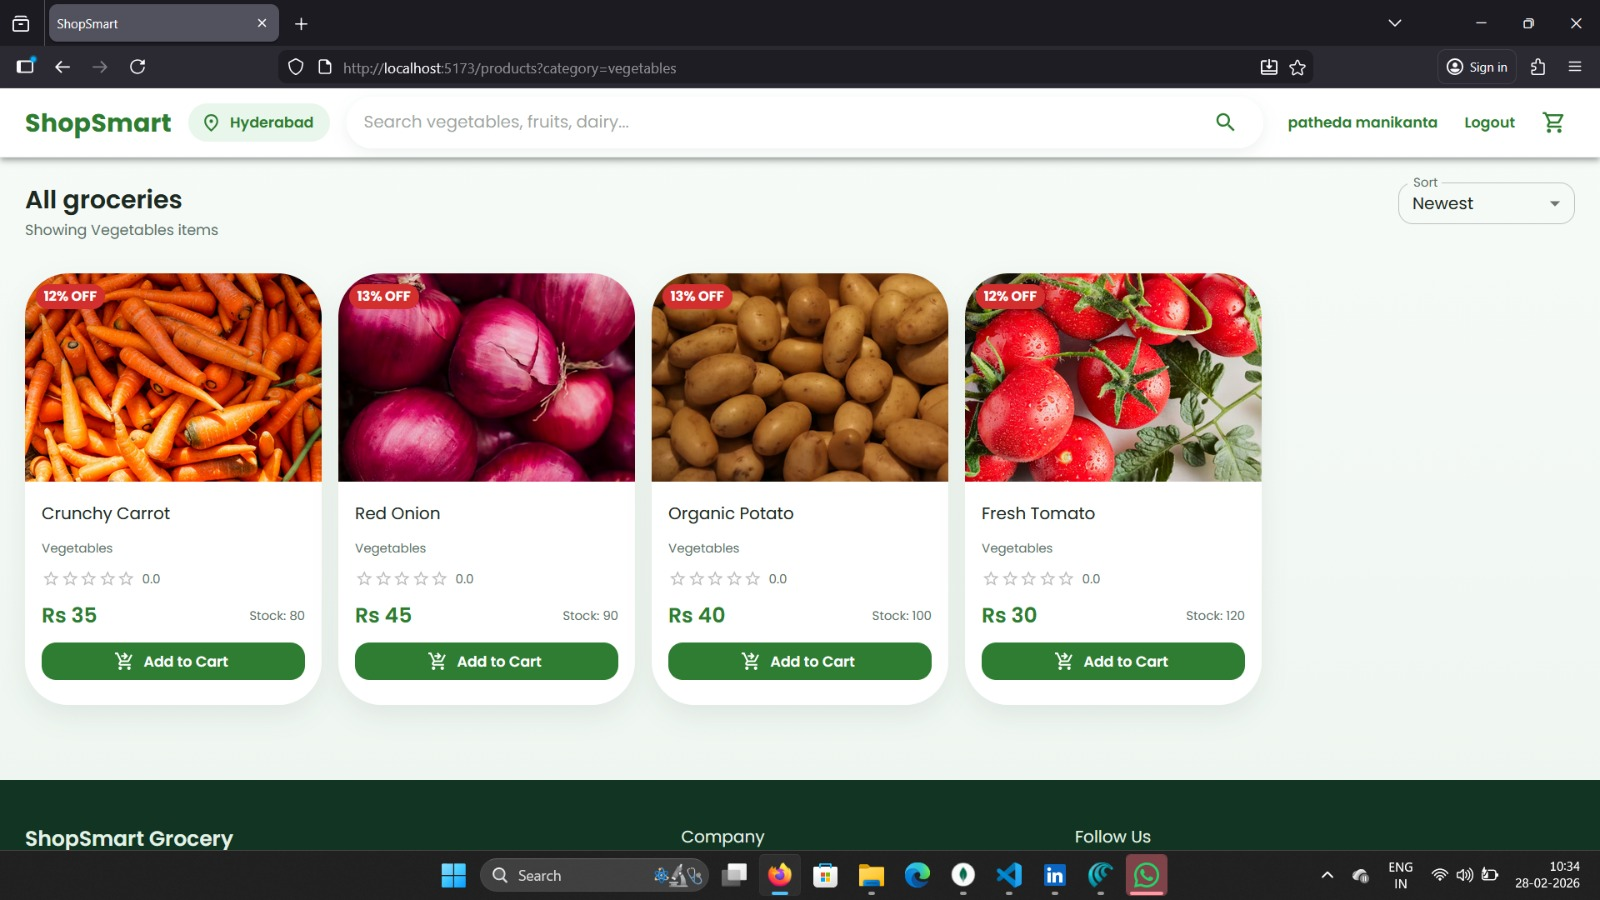 ShopSmart
http://localhost:5173/products?category=vegetables
Sign in
ShopSmart
Hyderabad
Search vegetables, fruits, dairy...
patheda manikanta
Logout
All groceries
Showing Vegetables items
Sort
Newest
12% OFF
13% OFF
13% OFF
12% OFF
Crunchy Carrot
Red Onion
Organic Potato
Fresh Tomato
Vegetables
Vegetables
Vegetables
Vegetables
0.0
0.0
0.0
0.0
Rs 35
Stock: 80
Rs 45
Stock: 90
Rs 40
Stock: 100
Rs 30
Stock: 120
Add to Cart
Add to Cart
Add to Cart
Add to Cart
ShopSmart Grocery
Company
Follow Us
Search
in
ENG
IN
10:34
28-02-2026